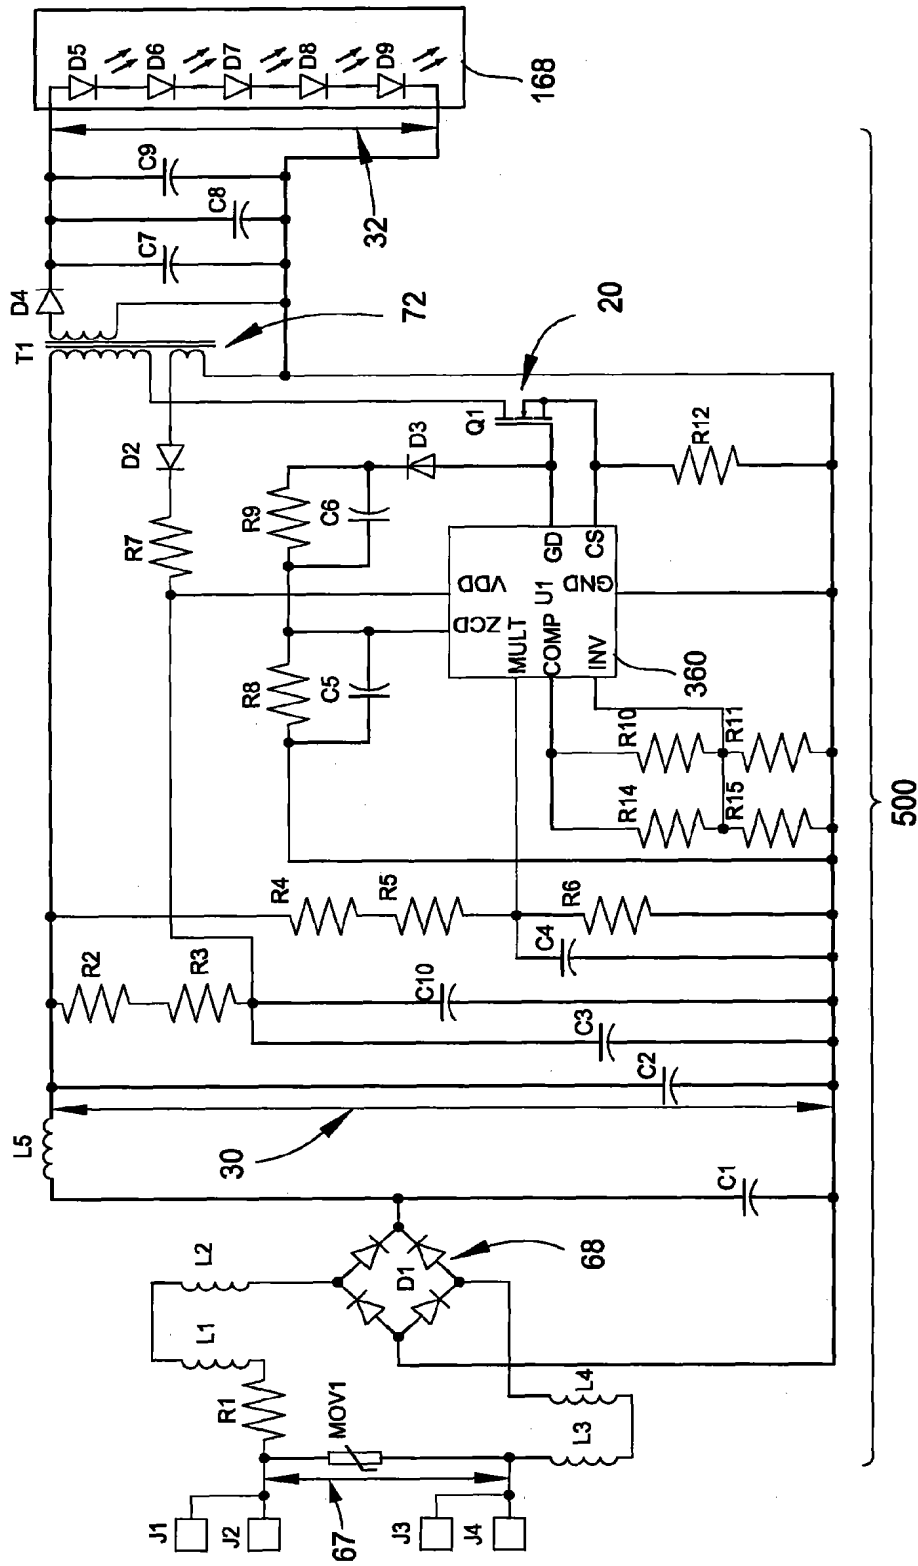 J1
J2
J3
J4
67
MOV1
R1
L1
L2
L3
L4
D1
68
C1
L5
30
C2
C3
C10
R2
R3
C4
R4
R5
R6
R14
R15
R10
R11
R8
C5
R9
C6
MULT
COMP
INV
ZCD
VDD
U1
GND
GD
CS
360
R7
D2
D3
Q1
20
R12
T1
72
D4
C7
C8
C9
32
D5
D6
D7
D8
D9
168
500